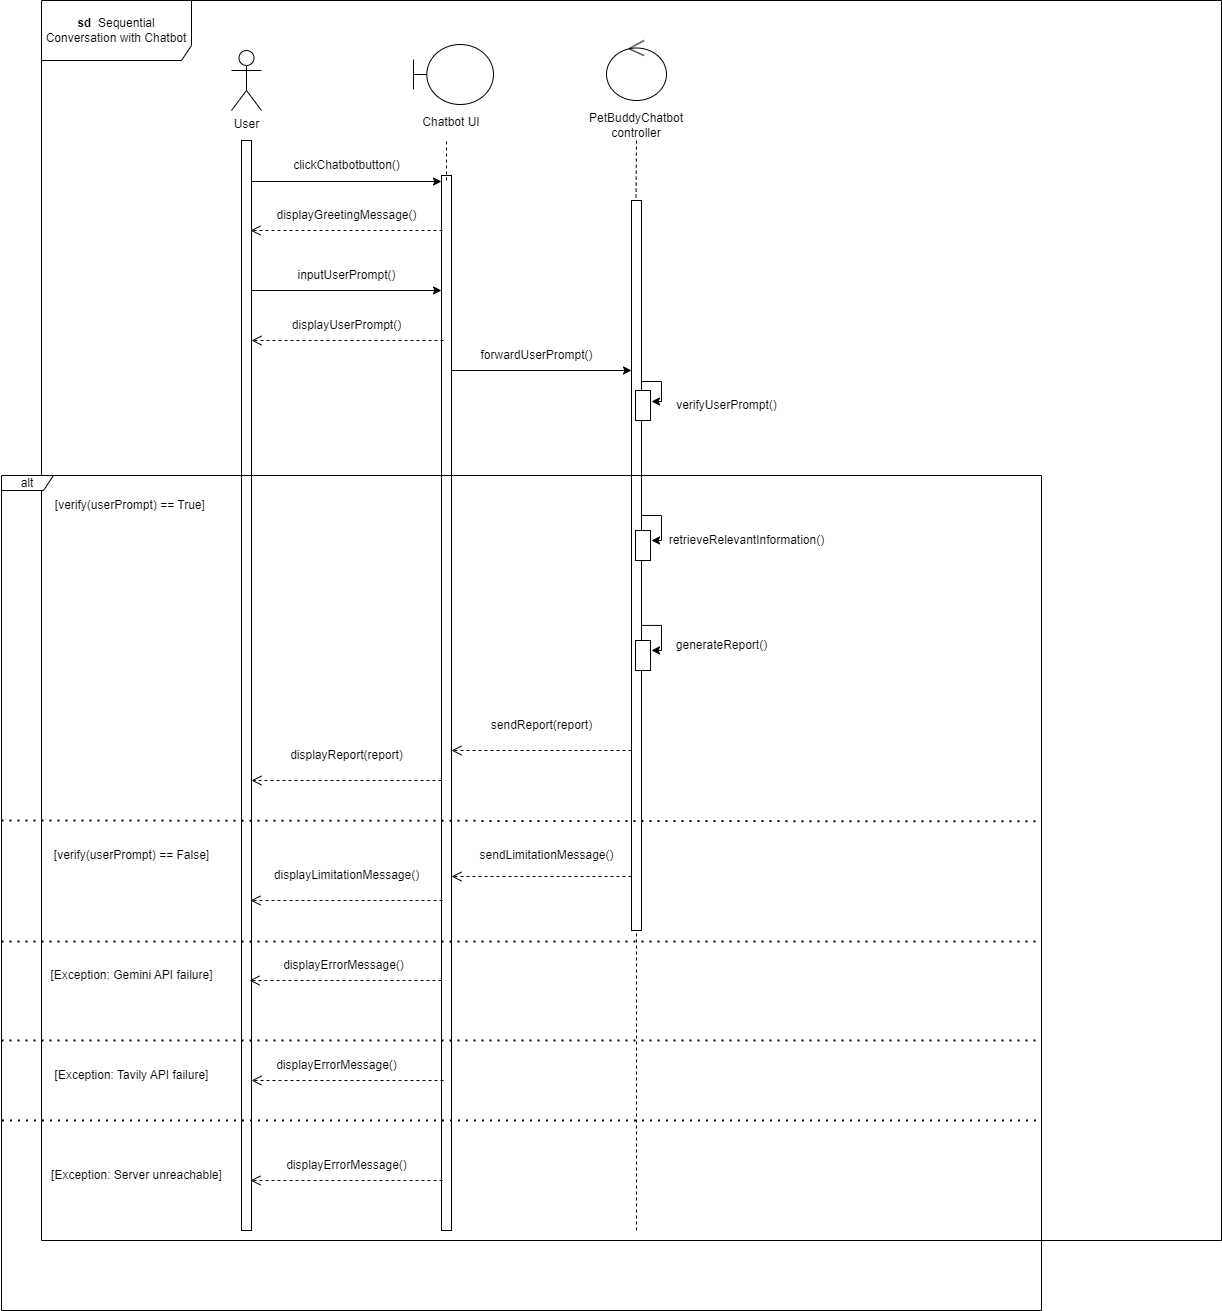 sd Sequential
Conversation with Chatbot
User
Chatbot UI
PetBuddyChatbot
controller
clickChatbotbutton()
displayGreetingMessage()
inputUserPrompt()
displayUserPrompt()
forwardUserPrompt()
verifyUserPrompt()
alt
[verify(userPrompt) == True]
retrieveRelevantInformation()
generateReport()
sendReport(report)
displayReport(report)
[verify(userPrompt) == False]
sendLimitationMessage()
displayLimitationMessage()
[Exception: Gemini API failure]
displayErrorMessage()
[Exception: Tavily API failure]
displayErrorMessage()
[Exception: Server unreachable]
displayErrorMessage()